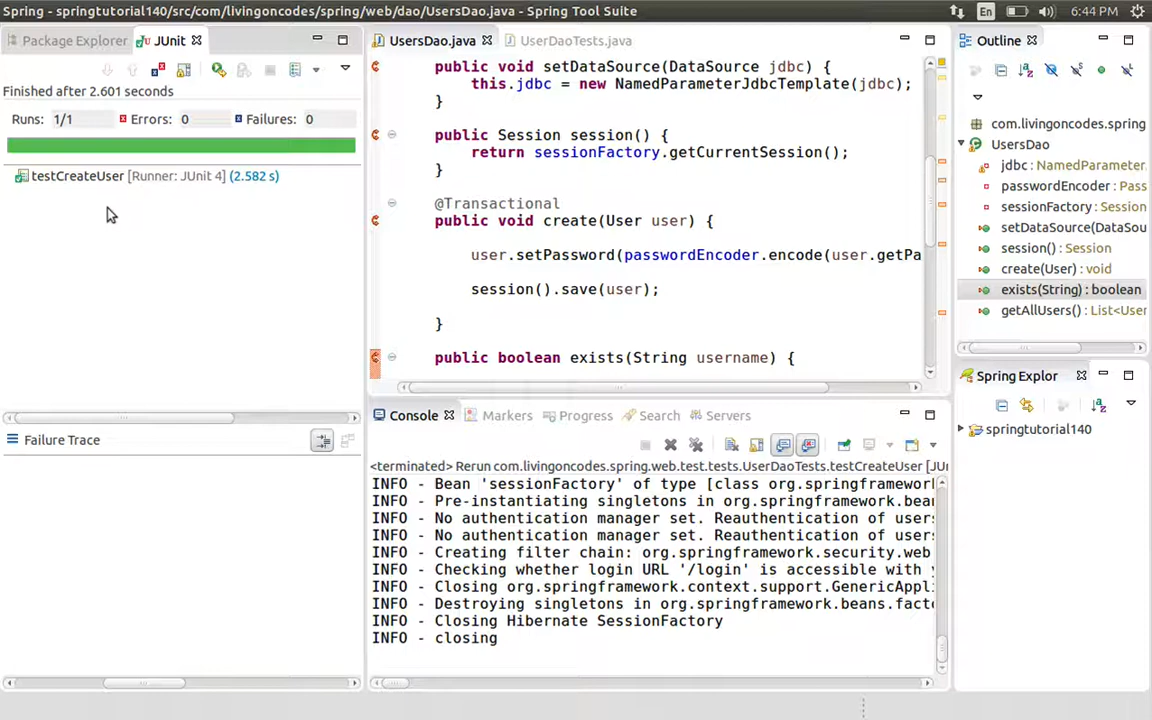 Spring - springtutorial140/src/com/livingoncodes/spring/web/dao/UsersDao.java - Spring Tool Suite
En
6:44 PM
Package Explorer
JUnit
Finished after 2.601 seconds
Runs: 1/1
Errors: 0
Failures: 0
testCreateUser [Runner: JUnit 4] (2.582 s)
Failure Trace
UsersDao.java
UserDaoTests.java
public void setDataSource(DataSource jdbc) {
this.jdbc = new NamedParameterJdbcTemplate(jdbc);
}
public Session session() {
return sessionFactory.getCurrentSession();
}
@Transactional
public void create(User user) {
user.setPassword(passwordEncoder.encode(user.getPa
session().save(user);
}
public boolean exists(String username) {
Console
Markers
Progress
Search
Servers
<terminated> Rerun com.livingoncodes.spring.web.test.tests.UserDaoTests.testCreateUser [JU
INFO - Bean 'sessionFactory' of type [class org.springframework
INFO - Pre-instantiating singletons in org.springframework.bean
INFO - No authentication manager set. Reauthentication of users
INFO - No authentication manager set. Reauthentication of users
INFO - Creating filter chain: org.springframework.security.web
INFO - Checking whether login URL '/login' is accessible with
INFO - Closing org.springframework.context.support.GenericAppl
INFO - Destroying singletons in org.springframework.beans.facto
INFO - Closing Hibernate SessionFactory
INFO - closing
Outline
com.livingoncodes.spring
UsersDao
jdbc : NamedParameter
passwordEncoder : Pass
sessionFactory : Session
setDataSource(DataSou
session() : Session
create(User) : void
exists(String) : boolean
getAllUsers() : List<User
Spring Explor
springtutorial140